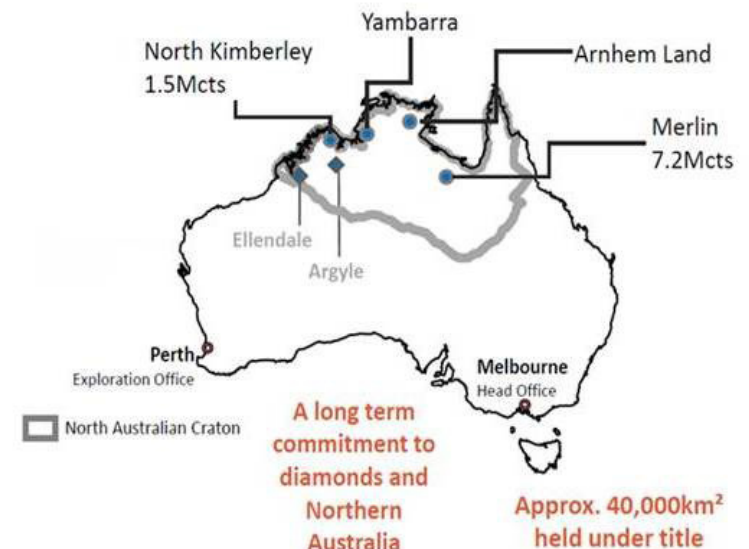 Yambarra
North Kimberley
1.5Mcts
Arnhem Land
Merlin
7.2Mcts
Ellendale
Argyle
Perth
Exploration Office
Melbourne
Head Office
North Australian Craton
A long term
commitment to
diamonds and
Northern
Australia
Approx. 40,000km²
held under title